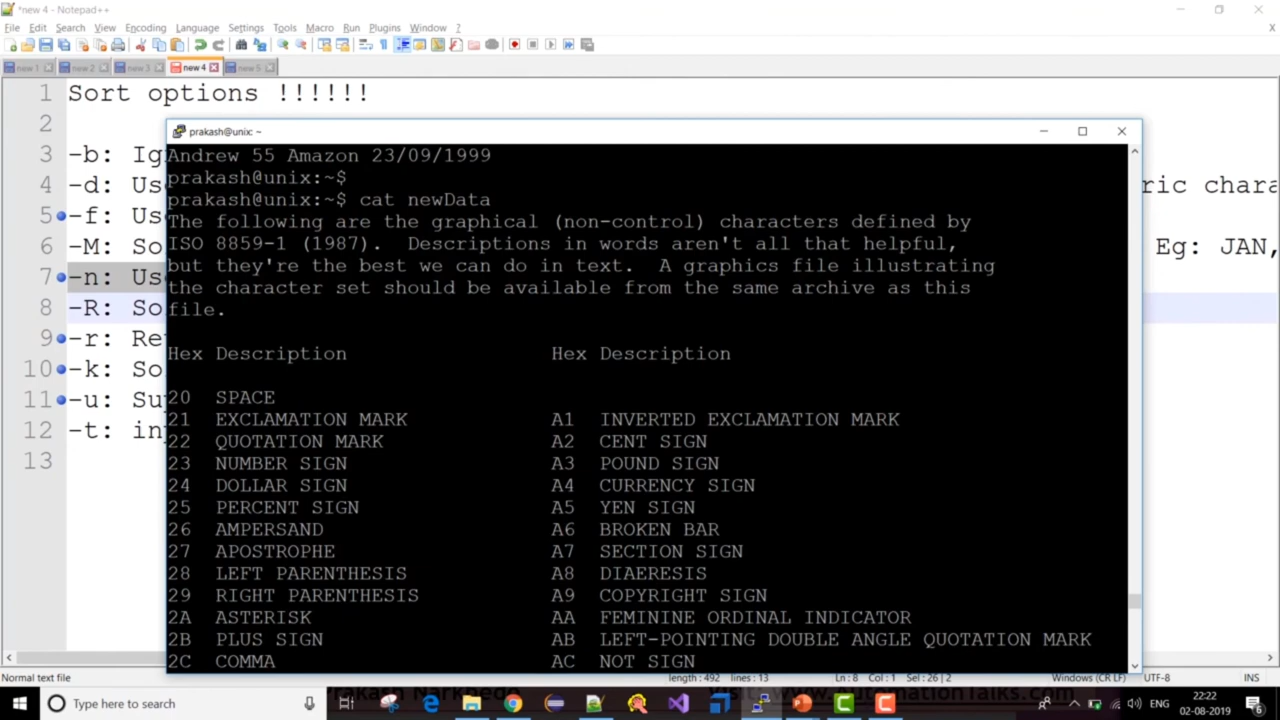 *new 4 - Notepad++
File Edit Search View Encoding Language Settings Tools Macro Run Plugins Window ?
X
new 1 new 2 new 3 new 4 new 5
1 Sort options !!!!!!
2
3 -b: Ig
4 -d: Use ric chara
5 -f: Use
6 -M: So Eg: JAN,
7 -n: Use
8 -R: So
9 -r: Re
10 -k: So
11 -u: Sup
12 -t: inp
13
prakash@unix: ~
Andrew 55 Amazon 23/09/1999
prakash@unix:~$
prakash@unix:~$ cat newData
The following are the graphical (non-control) characters defined by
ISO 8859-1 (1987).  Descriptions in words aren't all that helpful,
but they're the best we can do in text.  A graphics file illustrating
the character set should be available from the same archive as this
file.
Hex Description Hex Description
20 SPACE
21 EXCLAMATION MARK A1 INVERTED EXCLAMATION MARK
22 QUOTATION MARK A2 CENT SIGN
23 NUMBER SIGN A3 POUND SIGN
24 DOLLAR SIGN A4 CURRENCY SIGN
25 PERCENT SIGN A5 YEN SIGN
26 AMPERSAND A6 BROKEN BAR
27 APOSTROPHE A7 SECTION SIGN
28 LEFT PARENTHESIS A8 DIAERESIS
29 RIGHT PARENTHESIS A9 COPYRIGHT SIGN
2A ASTERISK AA FEMININE ORDINAL INDICATOR
2B PLUS SIGN AB LEFT-POINTING DOUBLE ANGLE QUOTATION MARK
2C COMMA AC NOT SIGN
Normal text file length : 492 lines : 13 Ln : 8 Col : 1 Sel : 26 | 2 Windows (CR LF) UTF-8 INS
Type here to search
ENG 22:22
02-08-2019
6